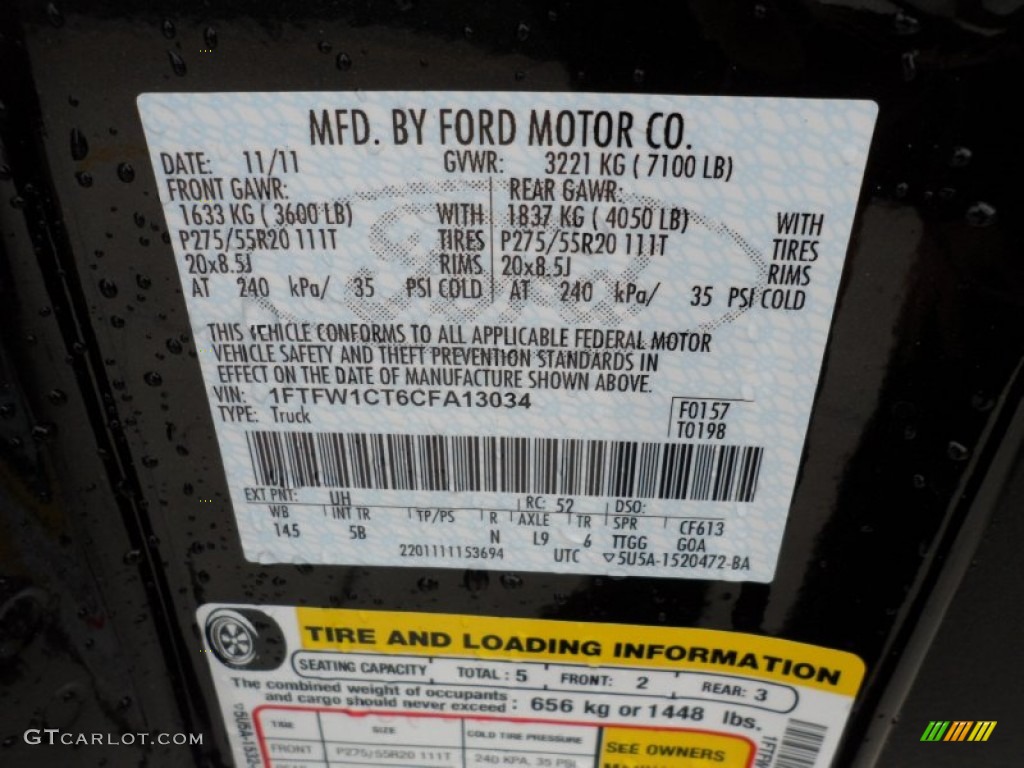 MFD. BY FORD MOTOR CO.
DATE: 11/11 GVWR: 3221 KG ( 7100 LB)
FRONT GAWR: REAR GAWR:
1633 KG ( 3600 LB) WITH 1837 KG ( 4050 LB) WITH
P275/55R20 111T TIRES P275/55R20 111T TIRES
20x8.5J RIMS 20x8.5J RIMS
AT 240 kPa/ 35 PSI COLD AT 240 kPa/ 35 PSI COLD
THIS VEHICLE CONFORMS TO ALL APPLICABLE FEDERAL MOTOR
VEHICLE SAFETY AND THEFT PREVENTION STANDARDS IN
EFFECT ON THE DATE OF MANUFACTURE SHOWN ABOVE.
VIN: 1FTFW1CT6CFA13034
TYPE: Truck
F0157
T0198
EXT PNT: UH RC: 52 DSO:
WB INT TR TP/PS R AXLE TR SPR CF613
145 5B N L9 6 TTGG GOA
2201111153694 UTC ▽5U5A-1520472-BA
TIRE AND LOADING INFORMATION
SEATING CAPACITY TOTAL: 5 FRONT: 2 REAR: 3
The combined weight of occupants
and cargo should never exceed: 656 kg or 1448 lbs.
TIRE SIZE COLD TIRE PRESSURE SEE OWNERS
FRONT P275/55R20 111T 240 KPA, 35 PSI
GTCARLOT.COM